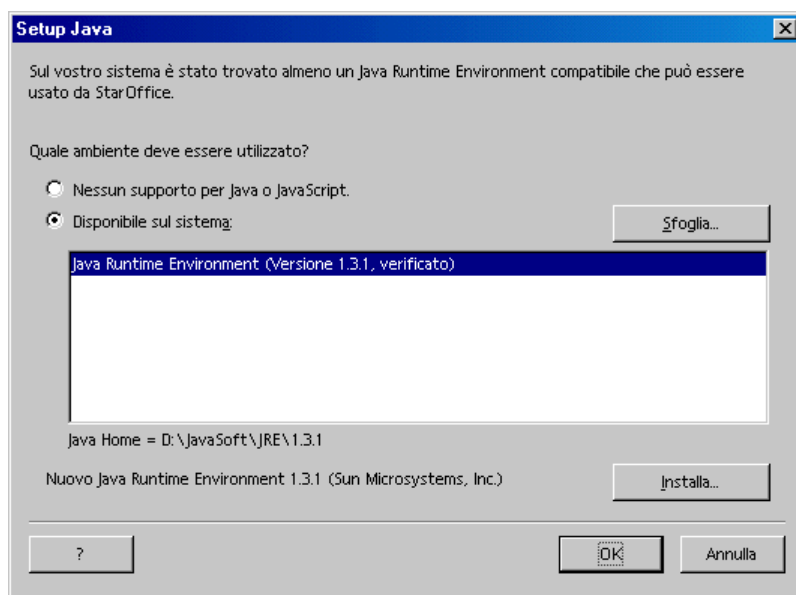 Setup Java
Sul vostro sistema è stato trovato almeno un Java Runtime Environment compatibile che può essere
usato da StarOffice.
Quale ambiente deve essere utilizzato?
Nessun supporto per Java o JavaScript.
Disponibile sul sistema:
Sfoglia...
Java Runtime Environment (Versione 1.3.1, verificato)
Java Home = D:\JavaSoft\JRE\1.3.1
Nuovo Java Runtime Environment 1.3.1 (Sun Microsystems, Inc.)
Installa...
?
OK
Annulla